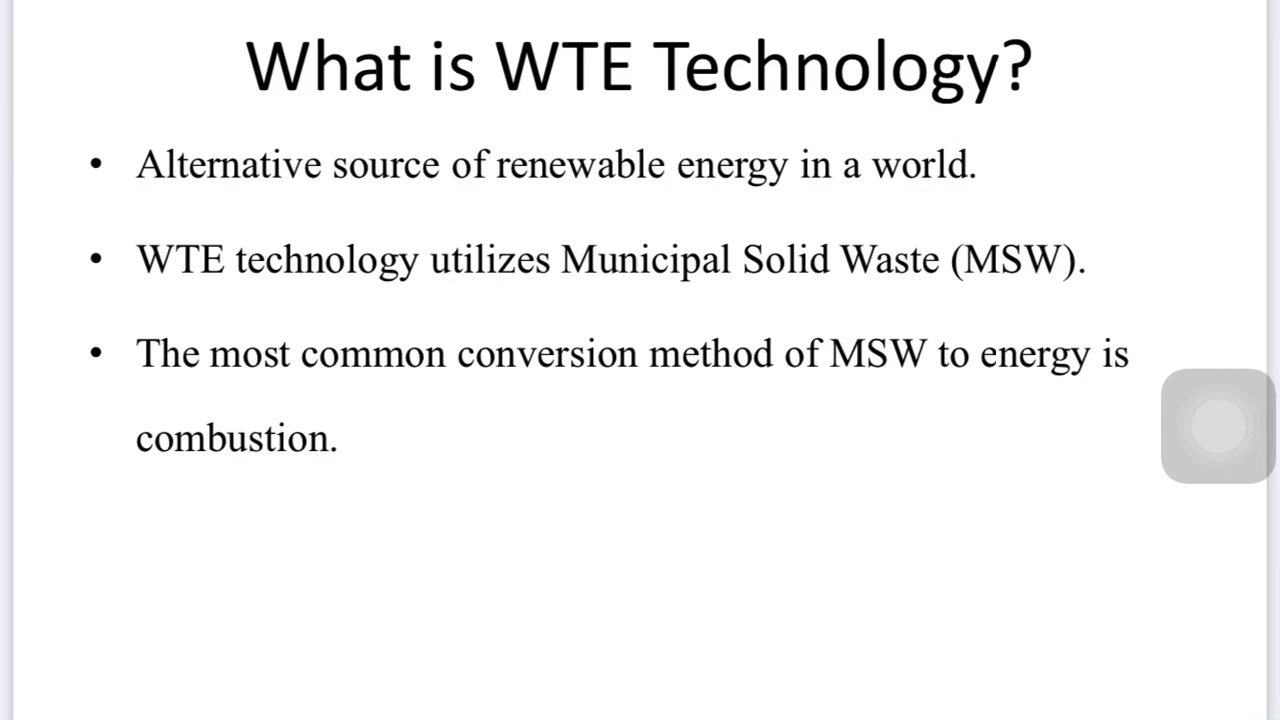 What is WTE Technology?
• Alternative source of renewable energy in a world.
• WTE technology utilizes Municipal Solid Waste (MSW).
• The most common conversion method of MSW to energy is
combustion.